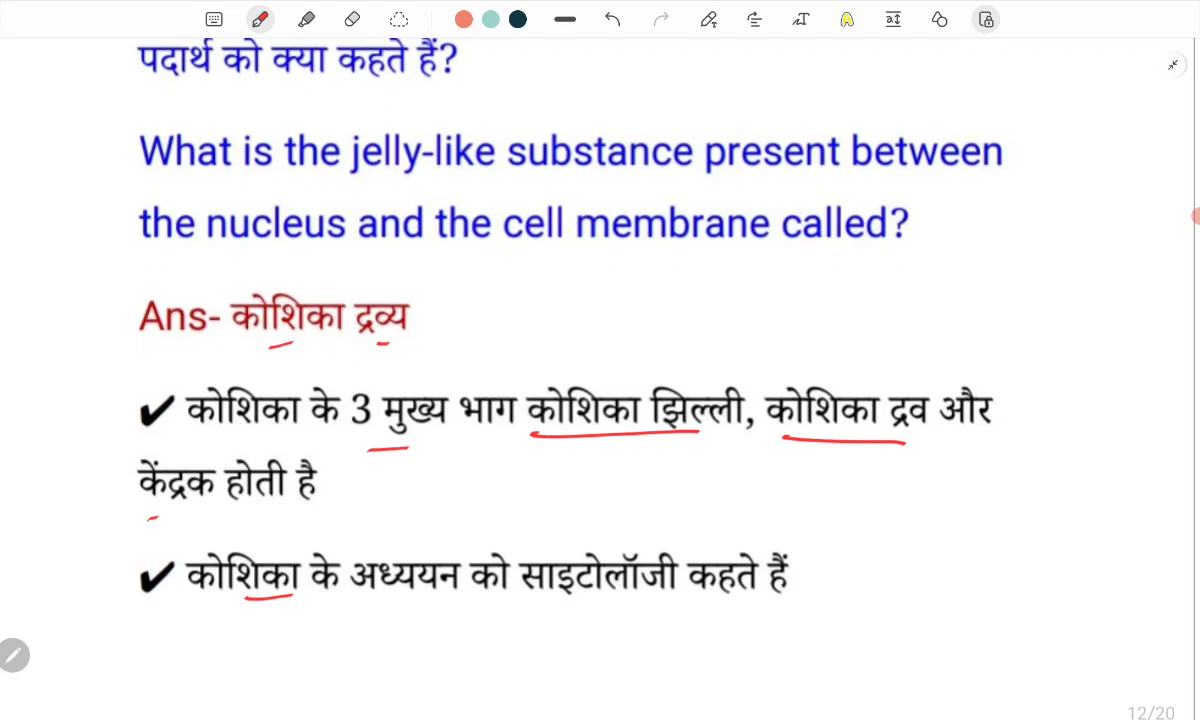 पदार्थ को क्या कहते हैं?
What is the jelly-like substance present between
the nucleus and the cell membrane called?
Ans- कोशिका द्रव्य
✔ कोशिका के 3 मुख्य भाग कोशिका झिल्ली, कोशिका द्रव और
केंद्रक होती है
✔ कोशिका के अध्ययन को साइटोलॉजी कहते हैं
12/20